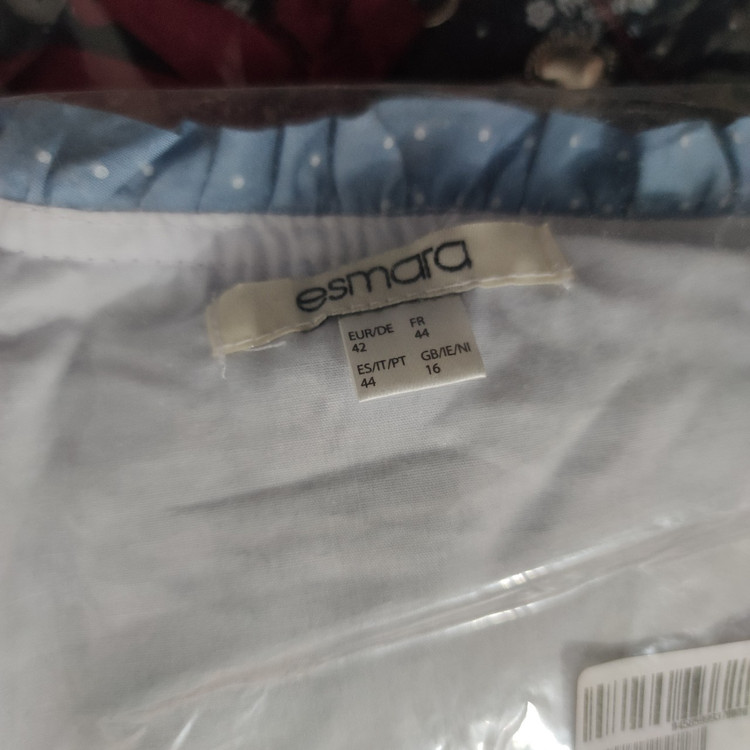 esmara
EUR/DE FR
42 44
ES/IT/PT GB/IE/NI
44 16